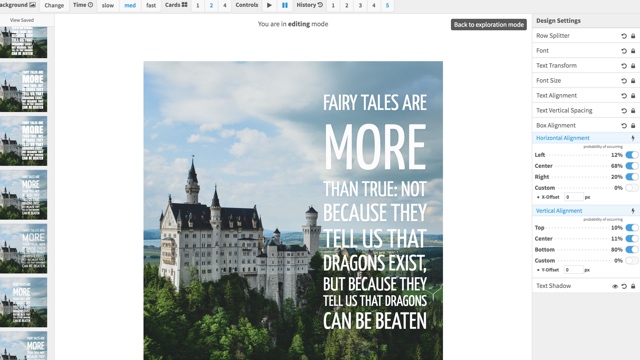 ackground Change Time slow med fast Cards 1 2 4 Controls History 1 2 3 4 5
View Saved
You are in editing mode
Back to exploration mode
FAIRY TALES ARE
MORE
THAN TRUE: NOT
BECAUSE THEY
TELL US THAT
DRAGONS EXIST,
BUT BECAUSE THEY
TELL US THAT DRAGONS
CAN BE BEATEN
Design Settings
Row Splitter
Font
Text Transform
Font Size
Text Alignment
Text Vertical Spacing
Box Alignment
Horizontal Alignment
probability of occuring
Left 12%
Center 68%
Right 20%
Custom 0%
X-Offset 0 px
Vertical Alignment
probability of occuring
Top 10%
Center 11%
Bottom 80%
Custom 0%
Y-Offset 0 px
Text Shadow